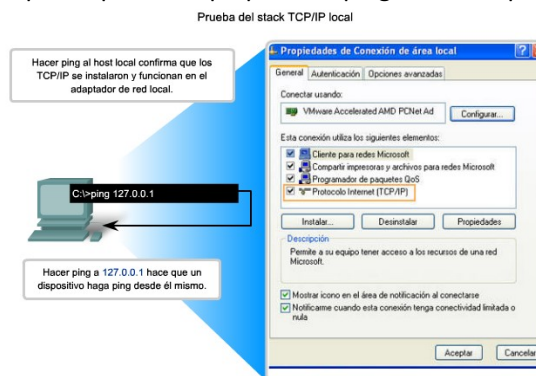 Prueba del stack TCP/IP local
Hacer ping al host local confirma que los
TCP/IP se instalaron y funcionan en el
adaptador de red local.
C:\>ping 127.0.0.1
Hacer ping a 127.0.0.1 hace que un
dispositivo haga ping desde él mismo.
Propiedades de Conexión de área local
General Autenticación Opciones avanzadas
Conectar usando:
VMware Accelerated AMD PCNet Ad
Configurar...
Esta conexión utiliza los siguientes elementos:
Cliente para redes Microsoft
Compartir impresoras y archivos para redes Microsoft
Programador de paquetes QoS
Protocolo Internet (TCP/IP)
Instalar... Desinstalar Propiedades
Descripción
Permite a su equipo tener acceso a los recursos de una red
Microsoft.
Mostrar icono en el área de notificación al conectarse
Notificarme cuando esta conexión tenga conectividad limitada o
nula
Aceptar Cancelar